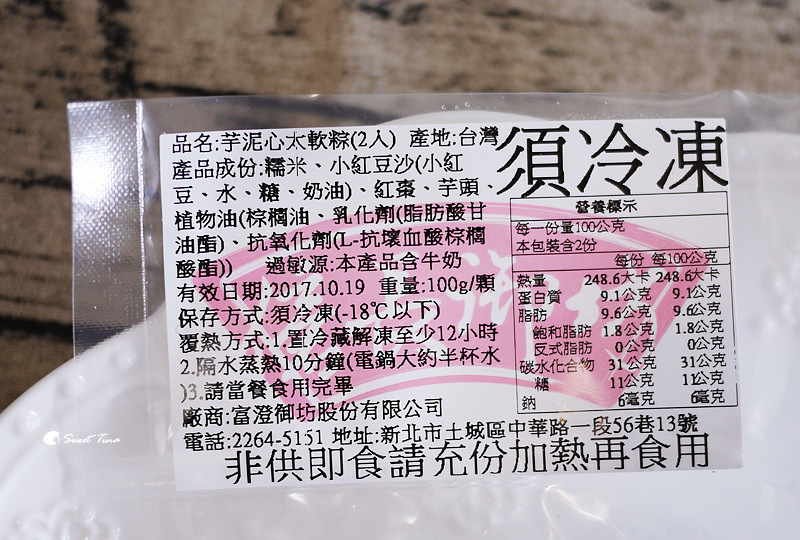 品名:芋泥心太軟粽(2入) 產地:台灣
須冷凍
產品成份:糯米、小紅豆沙(小紅
豆、水、糖、奶油)、紅棗、芋頭、
植物油(棕櫚油、乳化劑(脂肪酸甘
油酯)、抗氧化劑(L-抗壞血酸棕櫚
酸酯)) 過敏源:本產品含牛奶
有效日期:2017.10.19 重量:100g/顆
保存方式:須冷凍(-18℃以下)
覆熱方式:1.置冷藏解凍至少12小時
2.隔水蒸熱10分鐘(電鍋大約半杯水
)3.請當餐食用完畢
廠商:富澄御坊股份有限公司
電話:2264-5151 地址:新北市土城區中華路一段56巷13號
非供即食請充份加熱再食用
營養標示
每一份量100公克
本包裝含2份
每份 每100公克
熱量 248.6大卡 248.6大卡
蛋白質 9.1公克 9.1公克
脂肪 9.6公克 9.6公克
飽和脂肪 1.8公克 1.8公克
反式脂肪 0公克 0公克
碳水化合物 31公克 31公克
糖 11公克 11公克
鈉 6毫克 6毫克
Sweet Tina